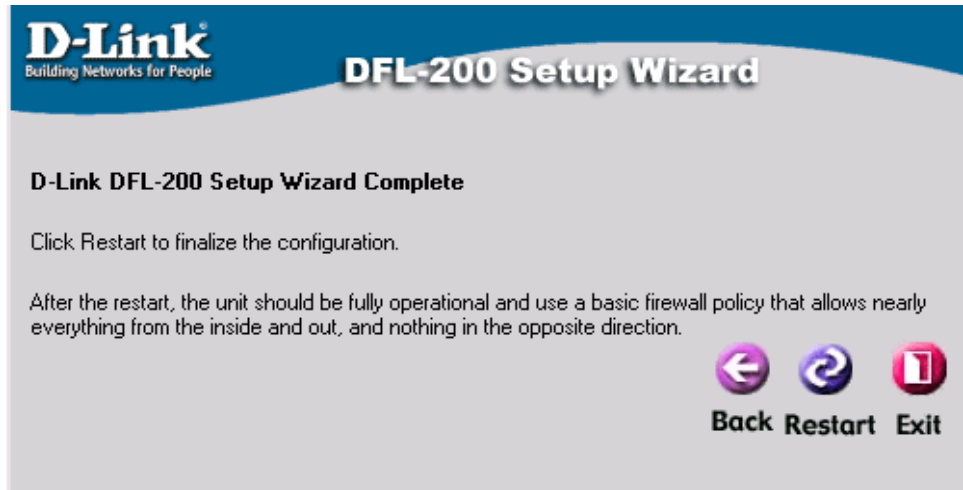 D-Link
Building Networks for People
DFL-200 Setup Wizard
D-Link DFL-200 Setup Wizard Complete
Click Restart to finalize the configuration.
After the restart, the unit should be fully operational and use a basic firewall policy that allows nearly
everything from the inside and out, and nothing in the opposite direction.
Back Restart Exit